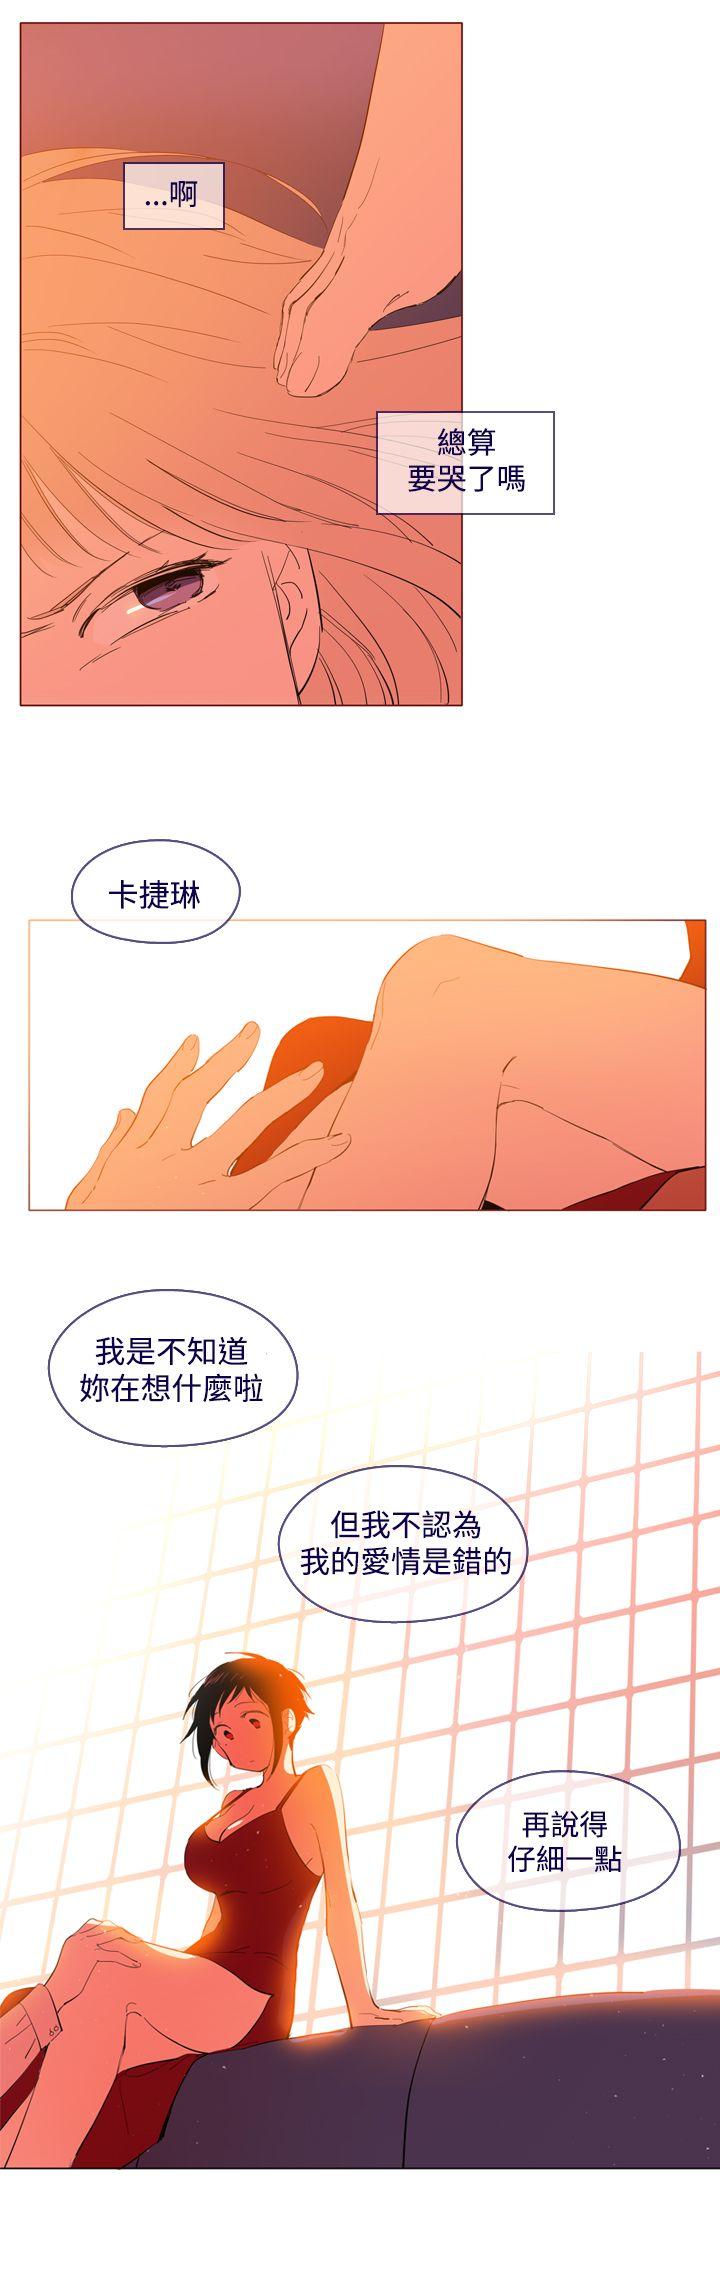 ...啊
總算
要哭了嗎
卡捷琳
我是不知道
妳在想什麼啦
但我不認為
我的愛情是錯的
再說得
仔細一點